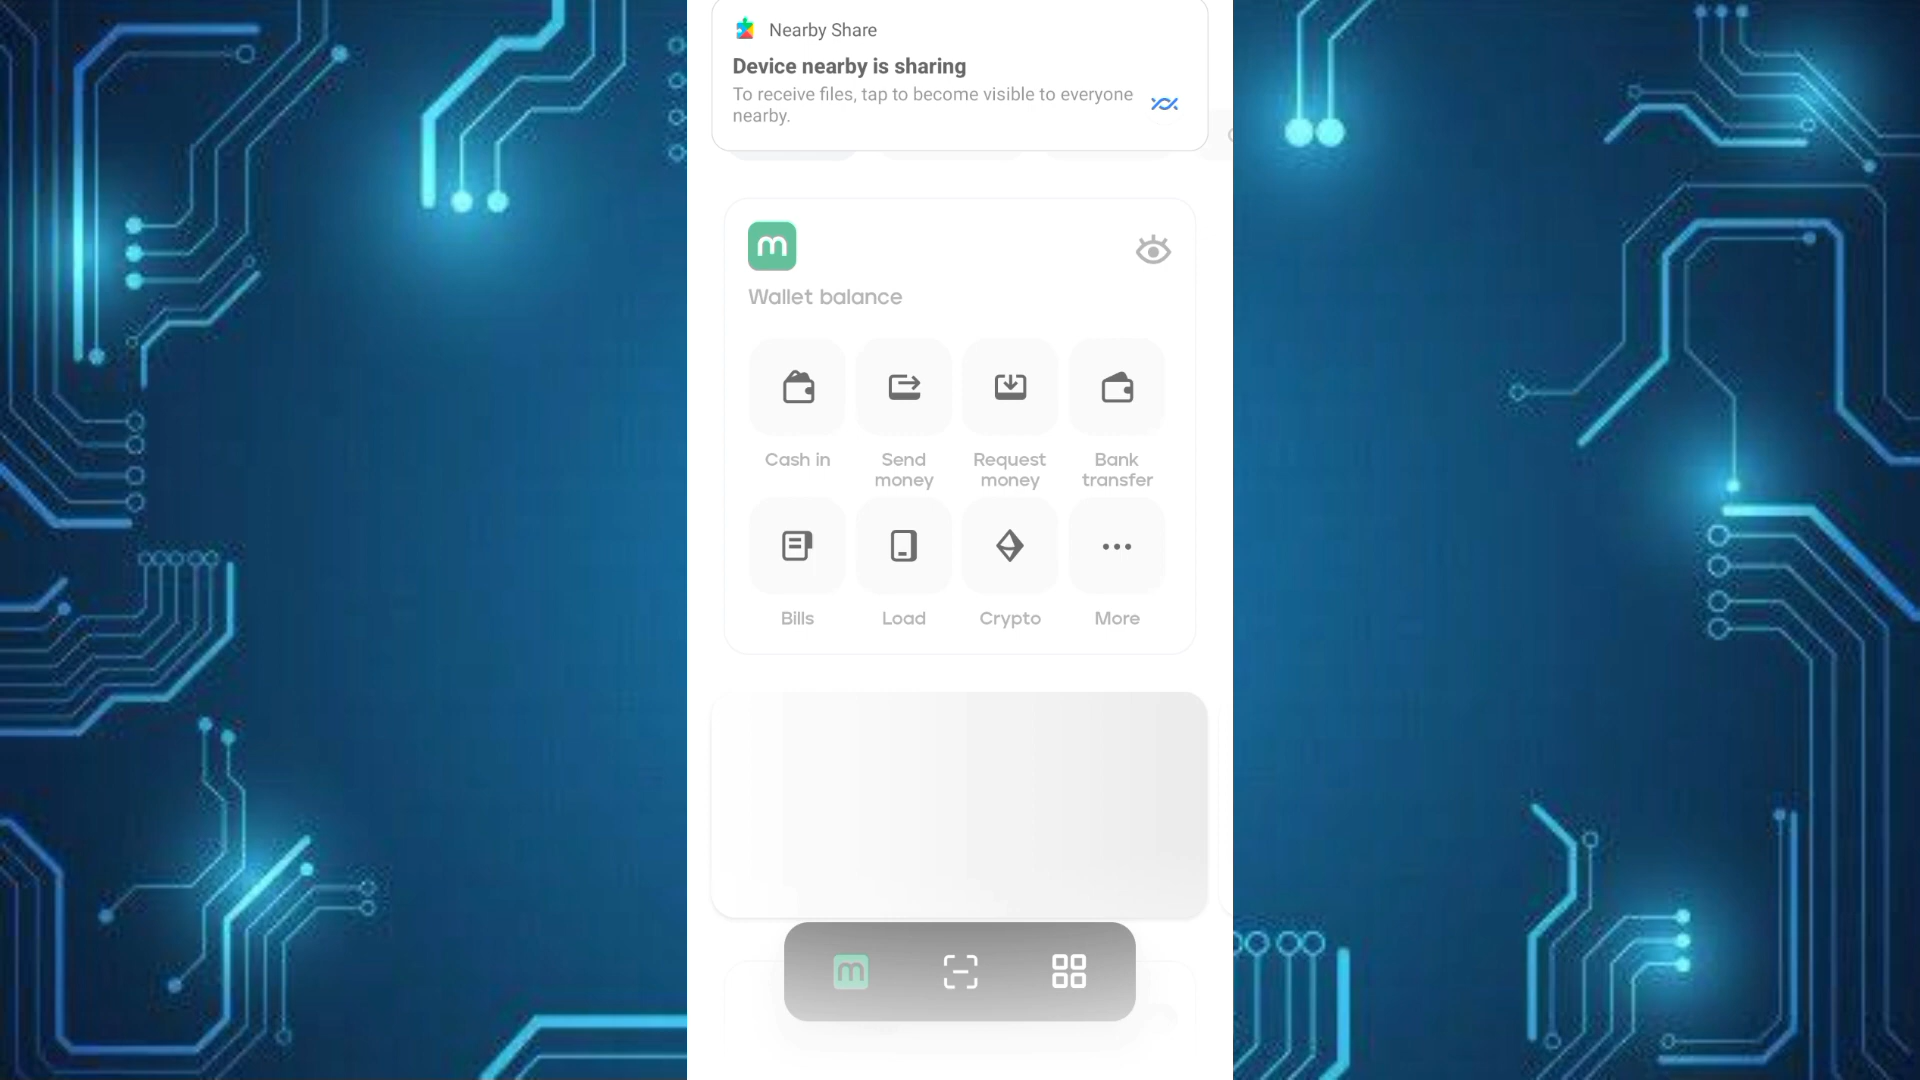 Nearby Share
Device nearby is sharing
To receive files, tap to become visible to everyone
nearby.
m
Wallet balance
Cash in
Send
money
Request
money
Bank
transfer
Bills
Load
Crypto
More
m